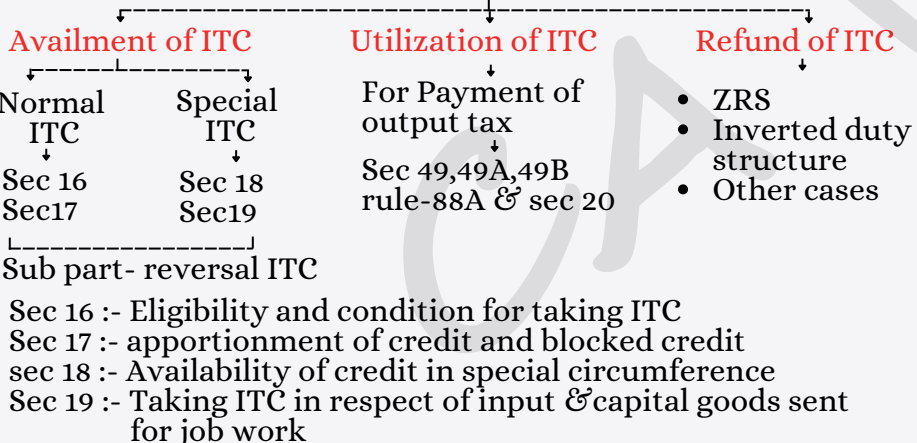 Availment of ITC
Utilization of ITC
Refund of ITC
Normal ITC
Special ITC
For Payment of
output tax
• ZRS
• Inverted duty
structure
• Other cases
Sec 16
Sec17
Sec 18
Sec19
Sec 49,49A,49B
rule-88A & sec 20
Sub part- reversal ITC
Sec 16 :- Eligibility and condition for taking ITC
Sec 17 :- apportionment of credit and blocked credit
sec 18 :- Availability of credit in special circumference
Sec 19 :- Taking ITC in respect of input &capital goods sent
for job work